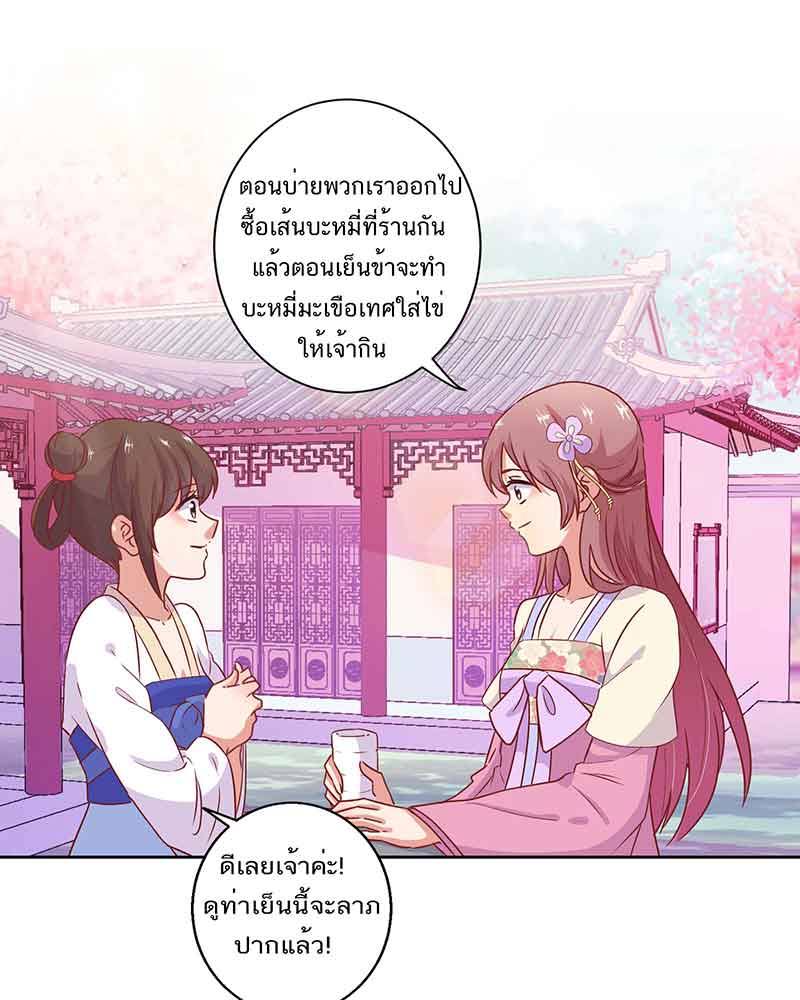 ตอนบ่ายพวกเราออกไป
ซื้อเส้นบะหมี่ที่ร้านกัน
แล้วตอนเย็นข้าจะทำ
บะหมี่มะเขือเทศใส่ไข่
ให้เจ้ากิน
ดีเลยเจ้าค่ะ!
ดูท่าเย็นนี้จะลาภ
ปากแล้ว!